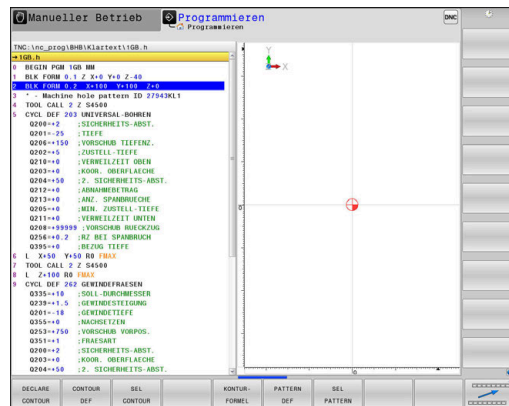 Manueller Betrieb
Programmieren
Programmieren
DNC
TNC:\nc_prog\BHB\Klartext\1GB.h
→1GB.h
0 BEGIN PGM 1GB MM
1 BLK FORM 0.1 Z X+0 Y+0 Z-40
2 BLK FORM 0.2 X+100 Y+100 Z+0
3 * - Machine hole pattern ID 27943KL1
4 TOOL CALL 2 Z S4500
5 CYCL DEF 203 UNIVERSAL-BOHREN
Q200=+2 ;SICHERHEITS-ABST.
Q201=-25 ;TIEFE
Q206=+150 ;VORSCHUB TIEFENZ.
Q202=+5 ;ZUSTELL-TIEFE
Q210=+0 ;VERWEILZEIT OBEN
Q203=+0 ;KOOR. OBERFLAECHE
Q204=+50 ;2. SICHERHEITS-ABST.
Q212=+0 ;ABNAHMEBETRAG
Q213=+0 ;ANZ. SPANBRUECHE
Q205=+0 ;MIN. ZUSTELL-TIEFE
Q211=+0 ;VERWEILZEIT UNTEN
Q208=+99999 ;VORSCHUB RUECKZUG
Q256=+0.2 ;RZ BEI SPANBRUCH
Q395=+0 ;BEZUG TIEFE
6 L X+50 Y+50 R0 FMAX
7 TOOL CALL 2 Z S4500
8 L Z+100 R0 FMAX
9 CYCL DEF 262 GEWINDEFRAESEN
Q335=+10 ;SOLL-DURCHMESSER
Q239=+1.5 ;GEWINDESTEIGUNG
Q201=-18 ;GEWINDETIEFE
Q355=+0 ;NACHSETZEN
Q253=+750 ;VORSCHUB VORPOS.
Q351=+1 ;FRAESART
Q200=+2 ;SICHERHEITS-ABST.
Q203=+0 ;KOOR. OBERFLAECHE
Q204=+50 ;2. SICHERHEITS-ABST.
Y
X
0
0
DECLARE CONTOUR
CONTOUR DEF
SEL CONTOUR
KONTUR-FORMEL
PATTERN DEF
SEL PATTERN